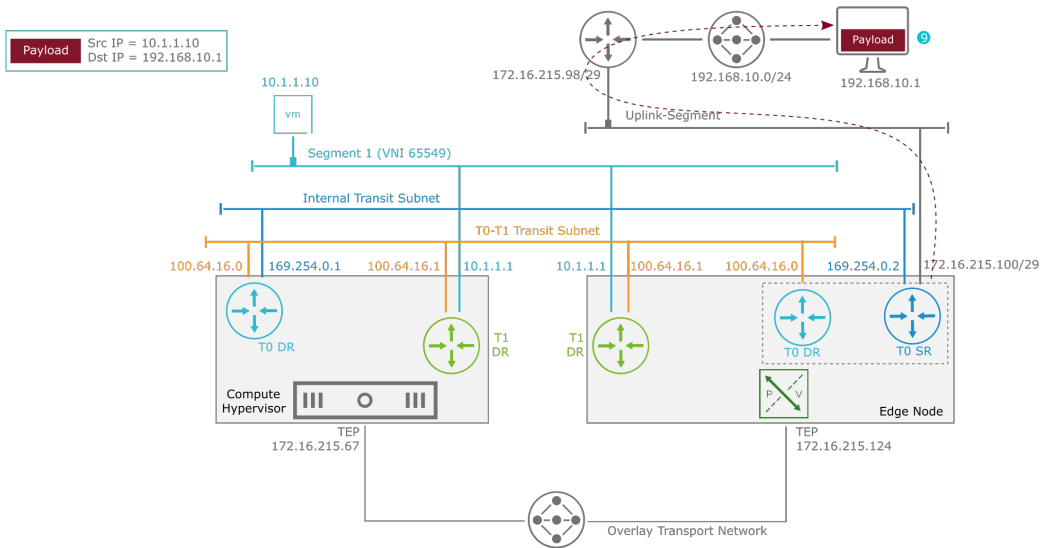 Payload
Src IP = 10.1.1.10
Dst IP = 192.168.10.1
Payload
9
172.16.215.98/29
192.168.10.0/24
192.168.10.1
10.1.1.10
vm
Uplink-Segment
Segment 1 (VNI 65549)
Internal Transit Subnet
T0-T1 Transit Subnet
100.64.16.0
169.254.0.1
100.64.16.1
10.1.1.1
10.1.1.1
100.64.16.1
100.64.16.0
169.254.0.2
172.16.215.100/29
T0 DR
T1
DR
T1
DR
T0 DR
T0 SR
Compute
Hypervisor
P
V
Edge Node
TEP
172.16.215.67
TEP
172.16.215.124
Overlay Transport Network